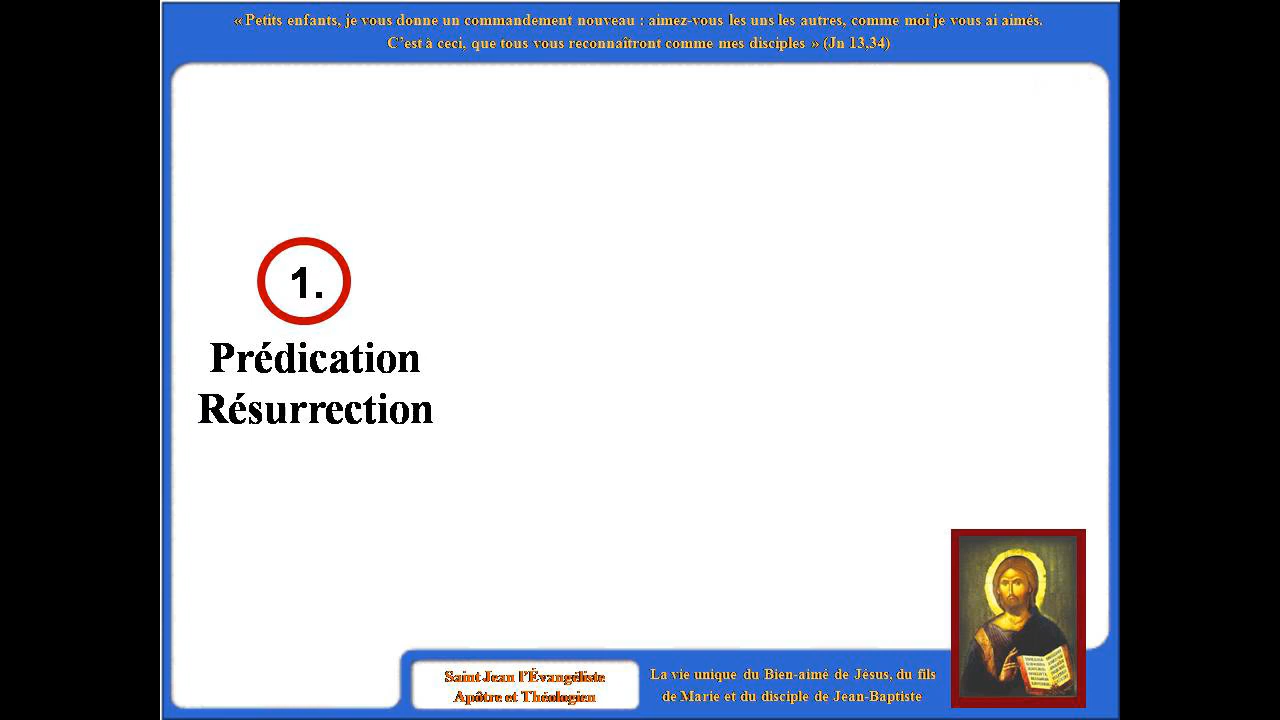 « Petits enfants, je vous donne un commandement nouveau : aimez-vous les uns les autres, comme moi je vous ai aimés.
C’est à ceci, que tous vous reconnaîtront comme mes disciples » (Jn 13,34)
1.
Prédication
Résurrection
Saint Jean l’Évangéliste
Apôtre et Théologien
La vie unique du Bien-aimé de Jésus, du fils
de Marie et du disciple de Jean-Baptiste